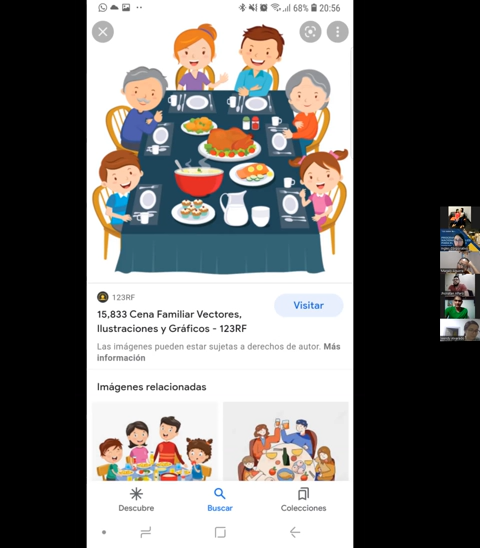 68% 20:56
123RF
Visitar
15,833 Cena Familiar Vectores,
Ilustraciones y Gráficos - 123RF
Las imágenes pueden estar sujetas a derechos de autor. Más
información
Imágenes relacionadas
Descubre
Buscar
Colecciones